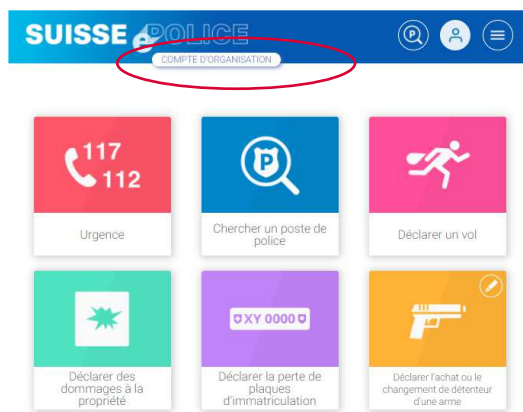 SUISSE ePOLICE
COMPTE D'ORGANISATION
P
117
112
Urgence
P
Chercher un poste de
police
Déclarer un vol
Déclarer des
dommages à la
propriété
XY 0000
Déclarer la perte de
plaques
d'immatriculation
Déclarer l'achat ou le
changement de détenteur
d'une arme